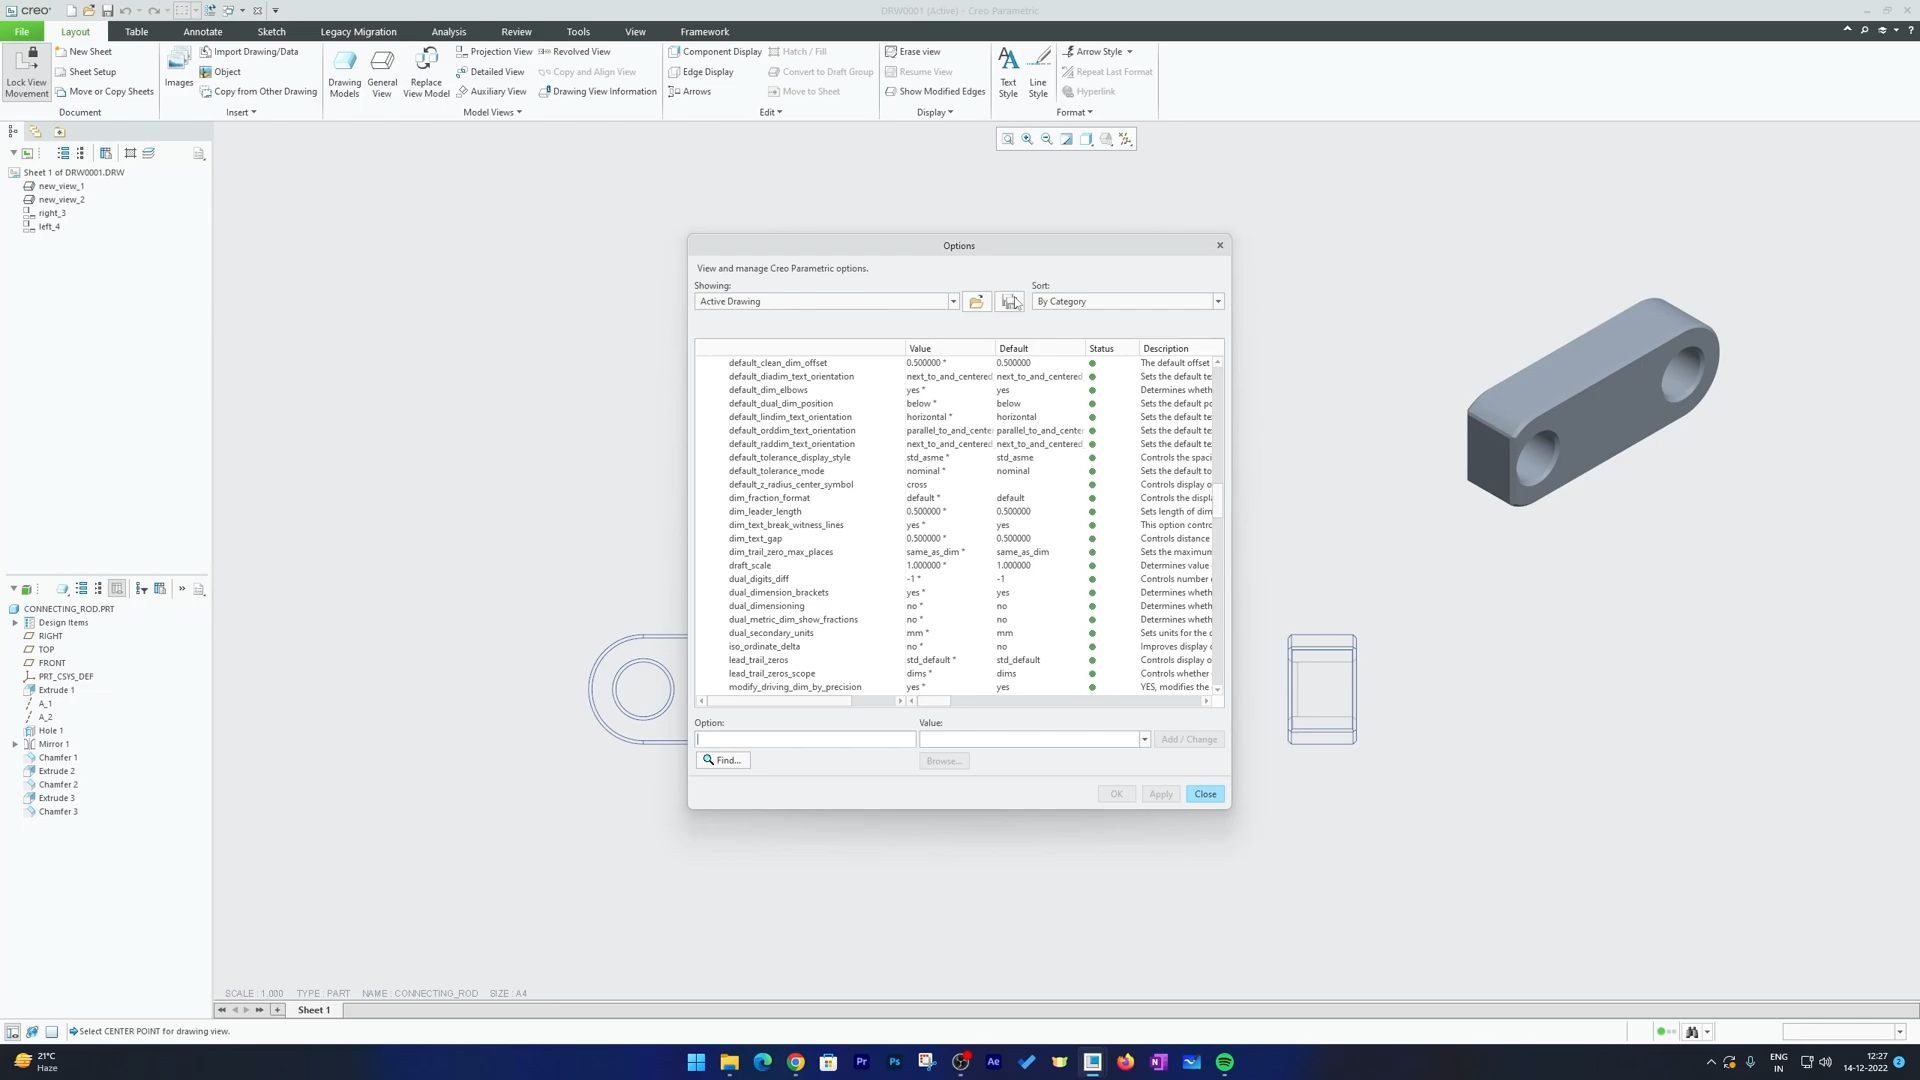 creo
DRW0001 (Active) - Creo Parametric
File Layout Table Annotate Sketch Legacy Migration Analysis Review Tools View Framework
Lock View Movement
New Sheet
Sheet Setup
Move or Copy Sheets
Document
Images
Import Drawing/Data
Object
Copy from Other Drawing
Insert
Drawing Models
General View
Replace View Model
Projection View
Detailed View
Auxiliary View
Revolved View
Copy and Align View
Drawing View Information
Model Views
Component Display
Edge Display
Arrows
Hatch / Fill
Convert to Draft Group
Move to Sheet
Edit
Erase view
Resume View
Show Modified Edges
Display
Text Style
Line Style
Arrow Style
Repeat Last Format
Hyperlink
Format
Sheet 1 of DRW0001.DRW
new_view_1
new_view_2
right_3
left_4
CONNECTING_ROD.PRT
Design Items
RIGHT
TOP
FRONT
PRT_CSYS_DEF
Extrude 1
A_1
A_2
Hole 1
Mirror 1
Chamfer 1
Extrude 2
Chamfer 2
Extrude 3
Chamfer 3
Options
View and manage Creo Parametric options.
Showing: Sort:
Active Drawing By Category
Value Default Status Description
default_clean_dim_offset 0.500000 * 0.500000 The default offset
default_diadim_text_orientation next_to_and_centered next_to_and_centered Sets the default te
default_dim_elbows yes * yes Determines wheth
default_dual_dim_position below * below Sets the default po
default_lindim_text_orientation horizontal * horizontal Sets the default te
default_orddim_text_orientation parallel_to_and_cente parallel_to_and_cente Sets the default te
default_raddim_text_orientation next_to_and_centered next_to_and_centered Sets the default te
default_tolerance_display_style std_asme * std_asme Controls the spaci
default_tolerance_mode nominal * nominal Sets the default to
default_z_radius_center_symbol cross Controls display o
dim_fraction_format default * default Controls the displa
dim_leader_length 0.500000 * 0.500000 Sets length of dim
dim_text_break_witness_lines yes * yes This option contro
dim_text_gap 0.500000 * 0.500000 Controls distance
dim_trail_zero_max_places same_as_dim * same_as_dim Sets the maximum
draft_scale 1.000000 * 1.000000 Determines value
dual_digits_diff -1 * -1 Controls number
dual_dimension_brackets yes * yes Determines wheth
dual_dimensioning no * no Determines wheth
dual_metric_dim_show_fractions no * no Determines wheth
dual_secondary_units mm * mm Sets units for the d
iso_ordinate_delta no * no Improves display
lead_trail_zeros std_default * std_default Controls display o
lead_trail_zeros_scope dims * dims Controls whether
modify_driving_dim_by_precision yes * yes YES, modifies the
Option: Value:
Add / Change
Find... Browse...
OK Apply Close
SCALE : 1.000 TYPE : PART NAME : CONNECTING_ROD SIZE : A4
Sheet 1
Select CENTER POINT for drawing view.
21°C
Haze
Pr Ps Ae
ENG
IN
12:27
14-12-2022
2